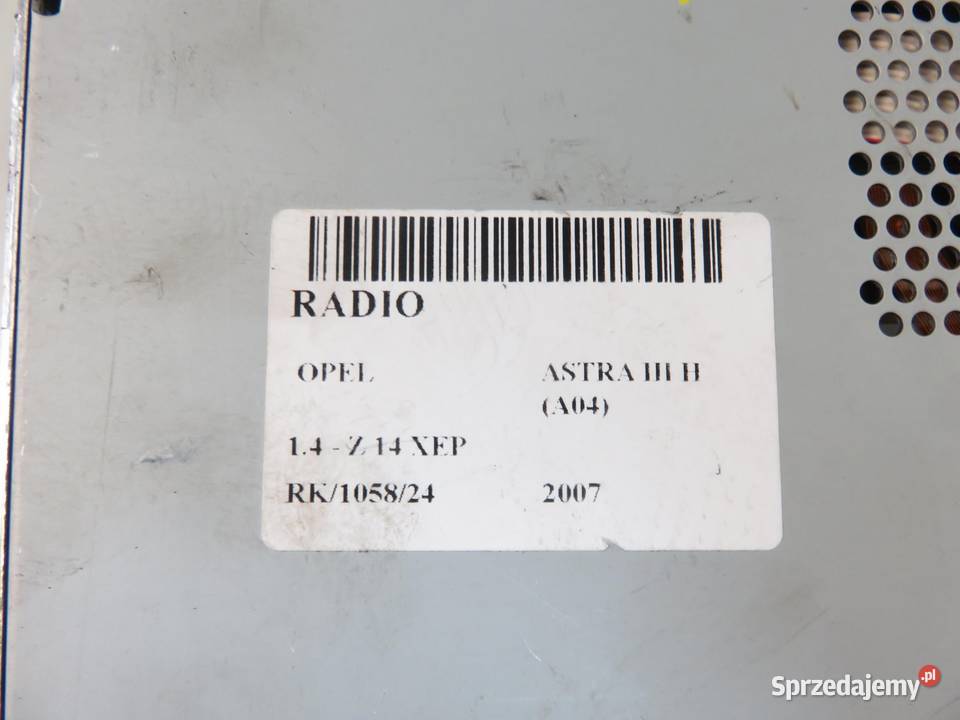 RADIO
OPEL ASTRA III H
(A04)
1.4 - Z 14 XEP
RK/1058/24 2007
Sprzedajemy.pl